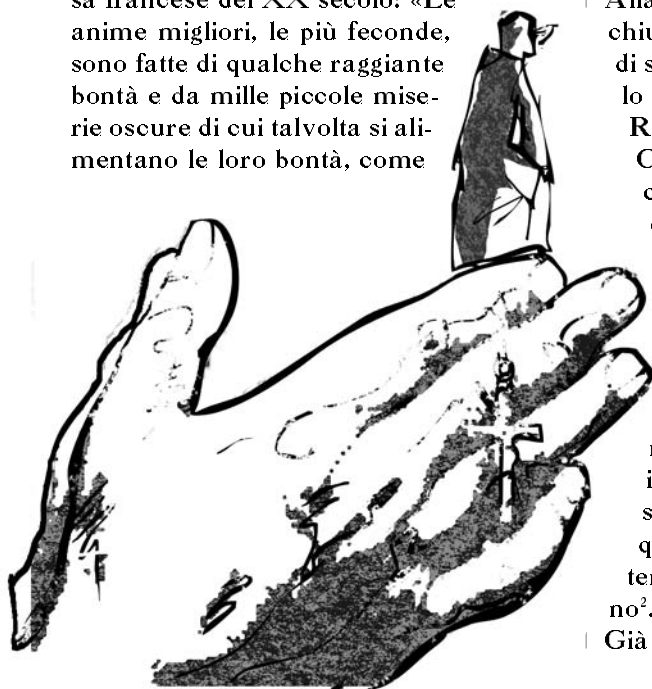 sa francese del XX secolo: «Le
anime migliori, le più feconde,
sono fatte di qualche raggiante
bontà e da mille piccole mise-
rie oscure di cui talvolta si ali-
mentano le loro bontà, come
chiu
di s
lo
R
C
c
i
s
q
ter
no².
Già